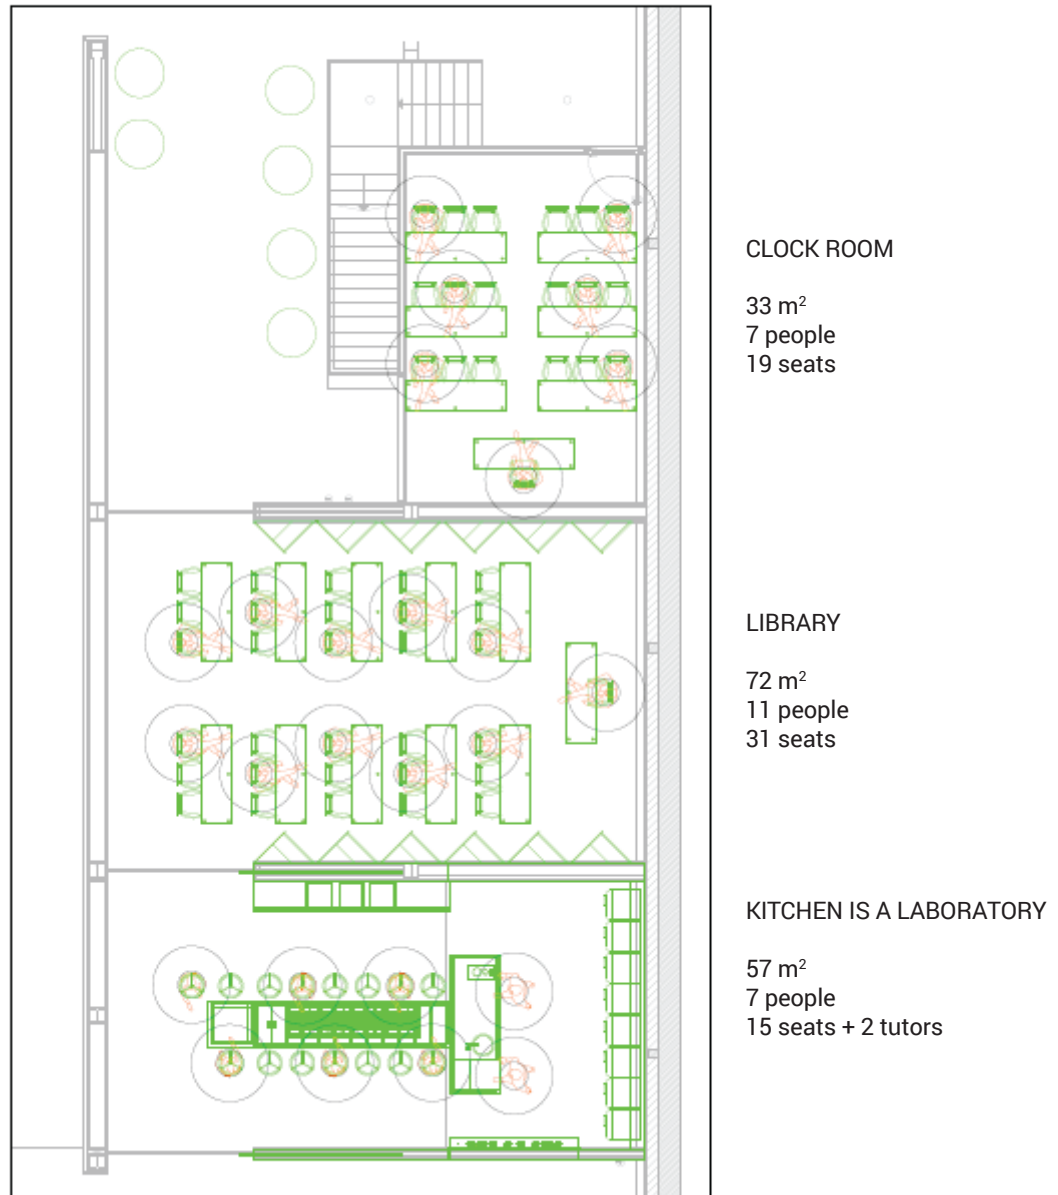 CLOCK ROOM
33 m²
7 people
19 seats
LIBRARY
72 m²
11 people
31 seats
KITCHEN IS A LABORATORY
57 m²
7 people
15 seats + 2 tutors